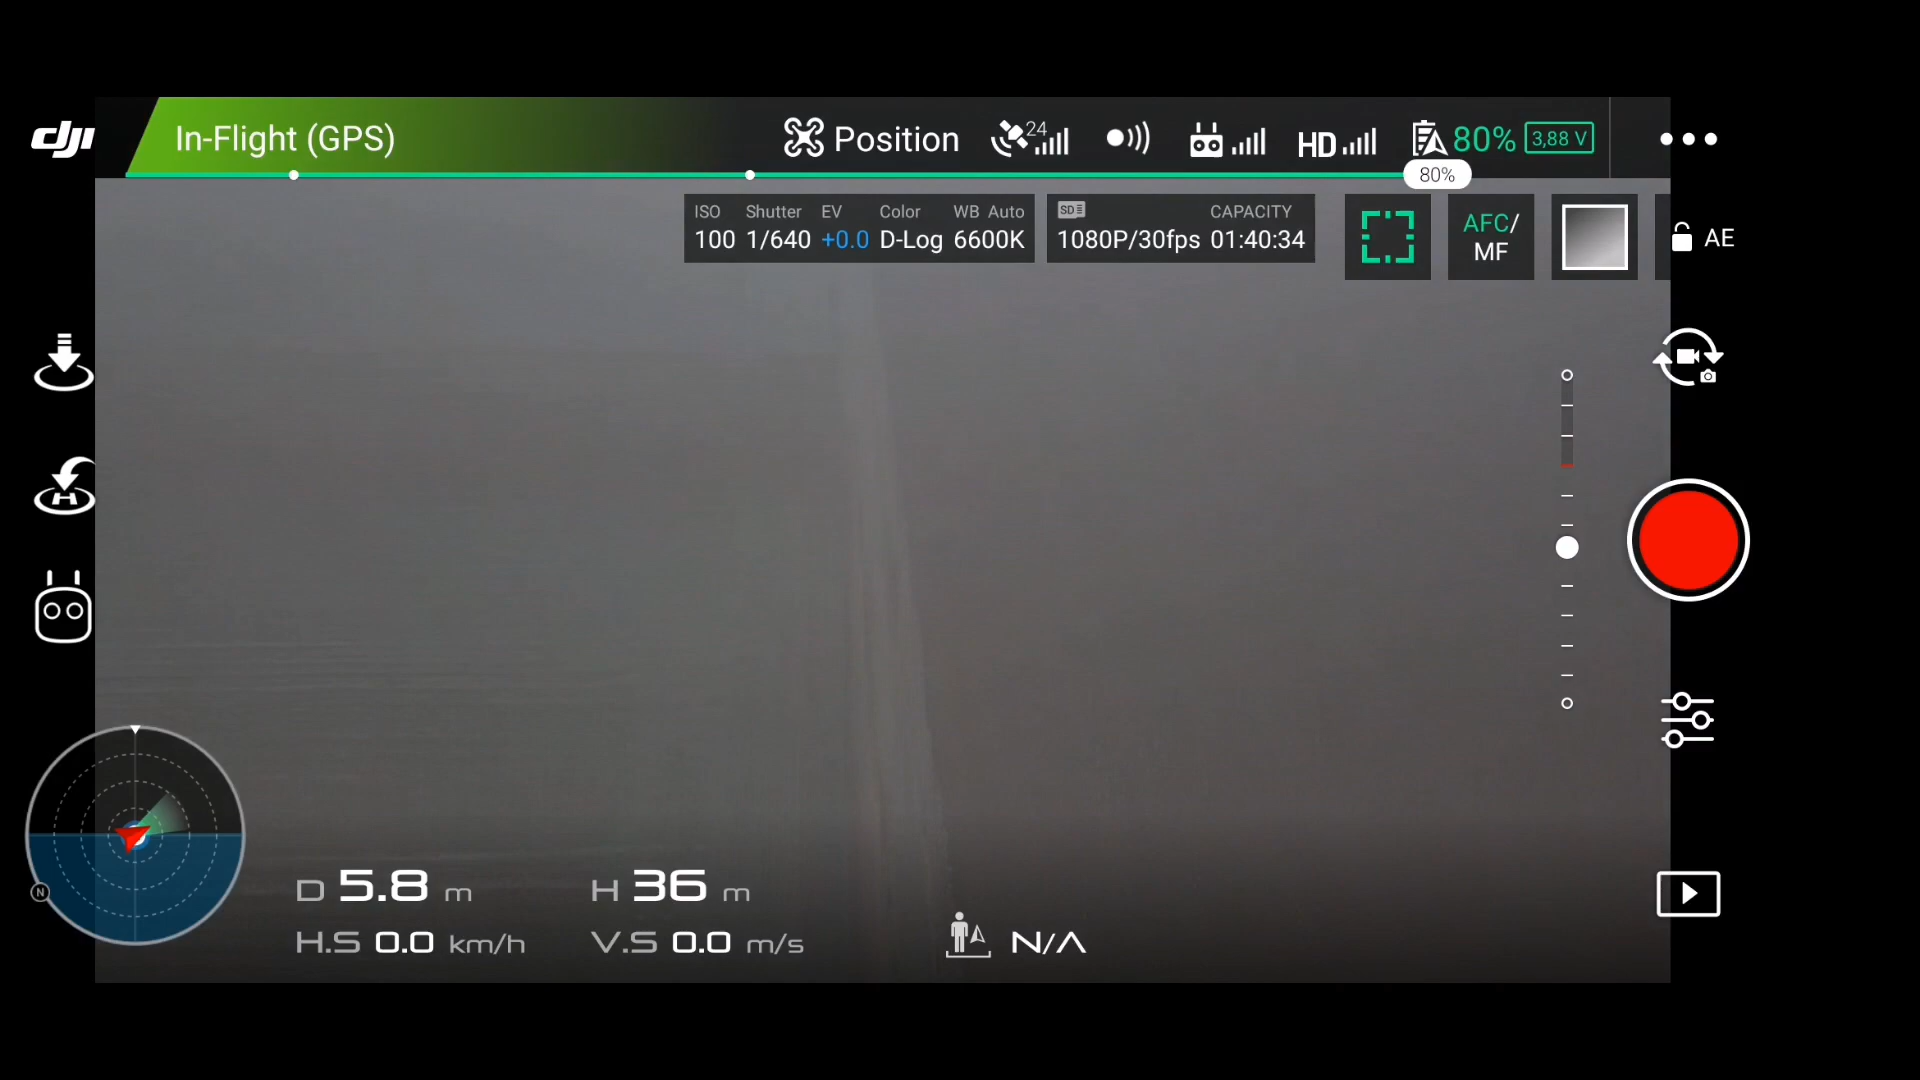 dji
In-Flight (GPS)
Position
24
HD
80%
3,88 V
80%
ISO Shutter EV Color WB Auto
100 1/640 +0.0 D-Log 6600K
SD CAPACITY
1080P/30fps 01:40:34
AFC/
MF
AE
H
N
D 5.8 m H 36 m
H.S 0.0 km/h V.S 0.0 m/s N/A